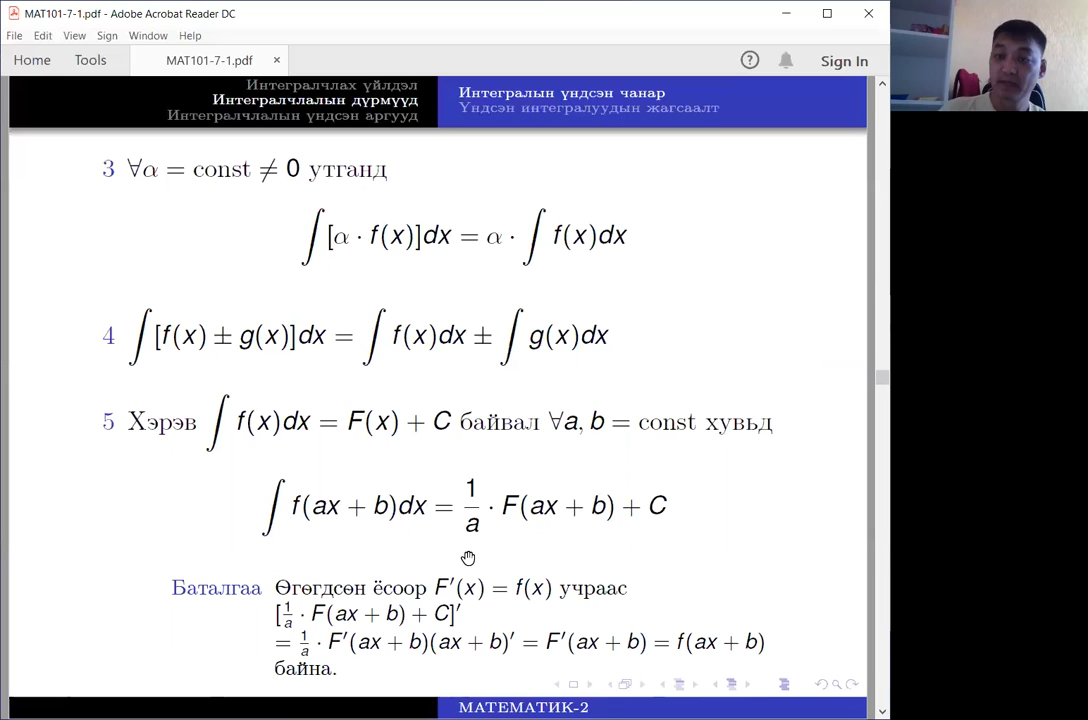 MAT101-7-1.pdf - Adobe Acrobat Reader DC
File Edit View Sign Window Help
Home Tools MAT101-7-1.pdf × ? Sign In
Интегралчлах үйлдэл
Интегралчлалын дүрмүүд
Интегралчлалын үндсэн аргууд
Интегралын үндсэн чанар
Үндсэн интегралуудын жагсаалт
3 ∀α = const ≠ 0 утганд
∫[α · f(x)]dx = α · ∫ f(x)dx
4 ∫[f(x) ± g(x)]dx = ∫ f(x)dx ± ∫ g(x)dx
5 Хэрэв ∫ f(x)dx = F(x) + C байвал ∀a, b = const хувьд
∫ f(ax + b)dx = 1/a · F(ax + b) + C
Баталгаа Өгөгдсөн ёсоор F′(x) = f(x) учраас
[1/a · F(ax + b) + C]′
= 1/a · F′(ax + b)(ax + b)′ = F′(ax + b) = f(ax + b)
байна.
МАТЕМАТИК-2